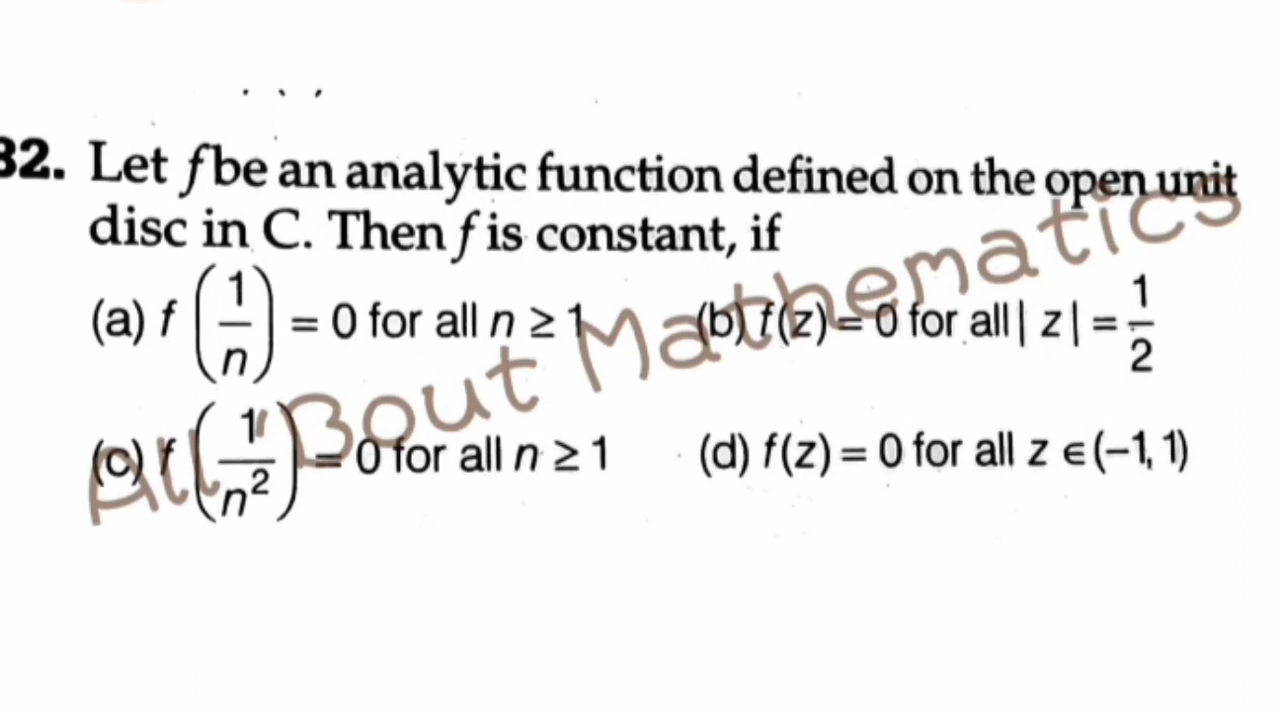 32. Let f be an analytic function defined on the open unit
disc in C. Then f is constant, if
(a) f (1/n) = 0 for all n ≥ 1 (b) f(z) = 0 for all | z | = 1/2
(c) f (1/n²) = 0 for all n ≥ 1 (d) f(z) = 0 for all z ∈ (–1, 1)
All Bout Mathematics